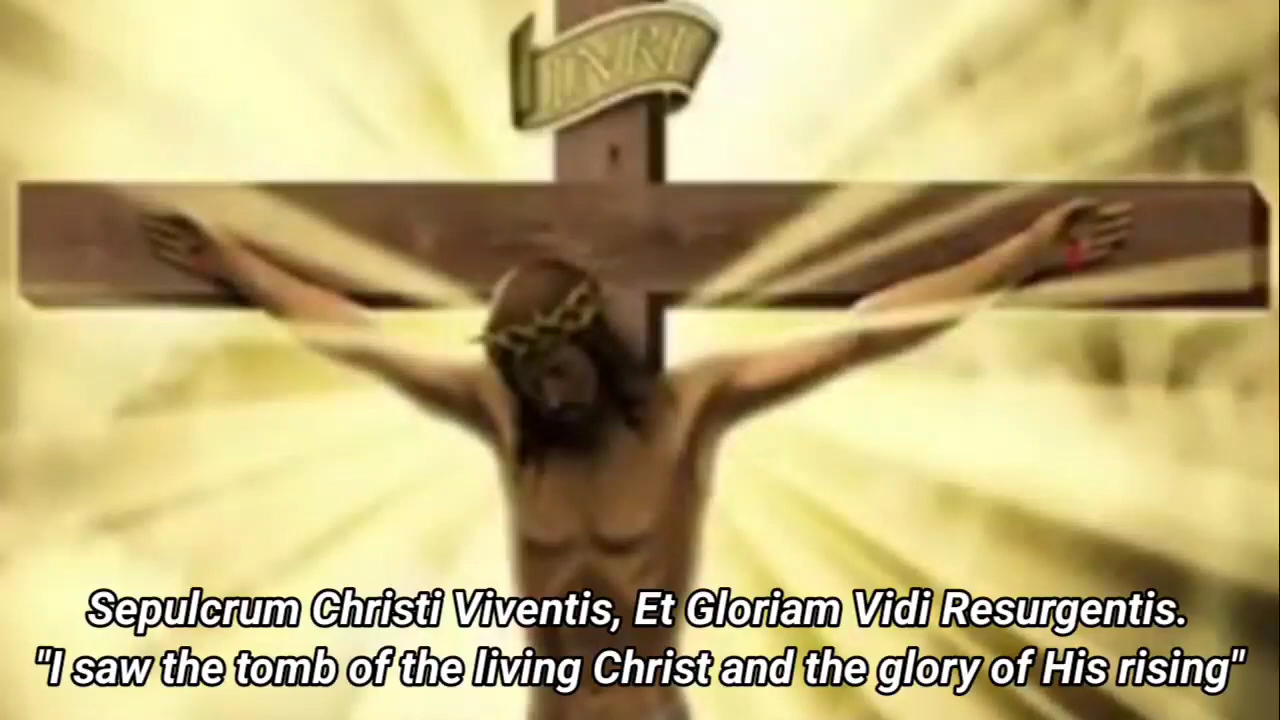 INRI
Sepulcrum Christi Viventis, Et Gloriam Vidi Resurgentis.
"I saw the tomb of the living Christ and the glory of His rising"